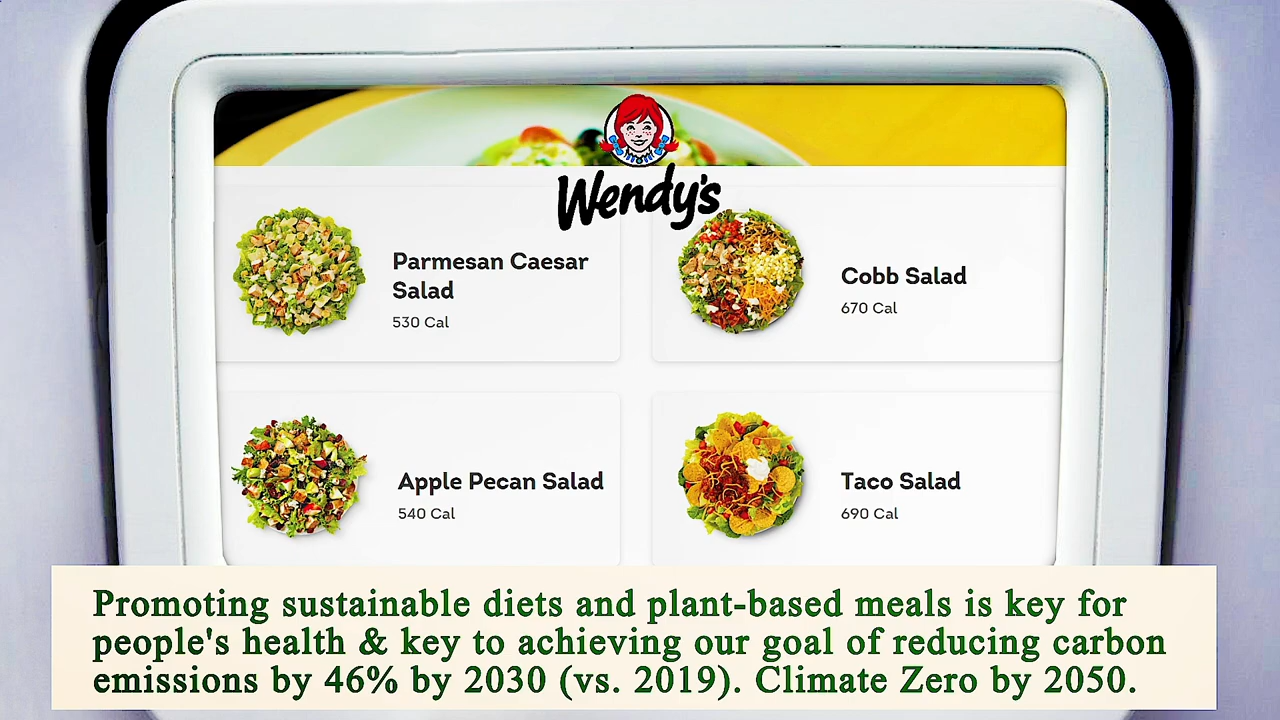 Wendy's
Parmesan Caesar
Salad
530 Cal
Cobb Salad
670 Cal
Apple Pecan Salad
540 Cal
Taco Salad
690 Cal
Promoting sustainable diets and plant-based meals is key for
people's health & key to achieving our goal of reducing carbon
emissions by 46% by 2030 (vs. 2019). Climate Zero by 2050.